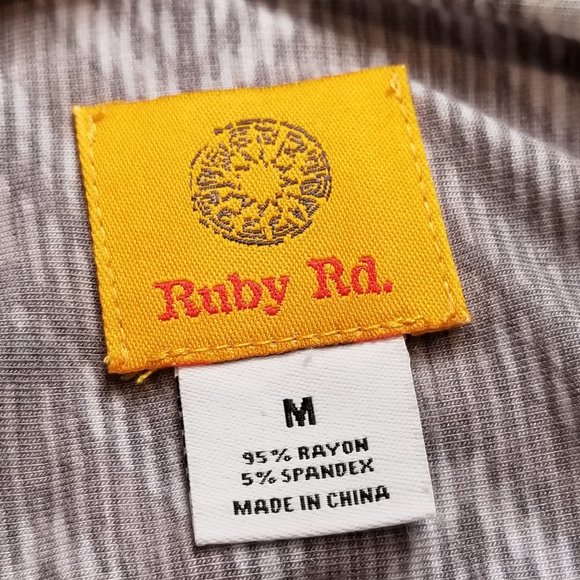 Ruby Rd.
M
95% RAYON
5% SPANDEX
MADE IN CHINA